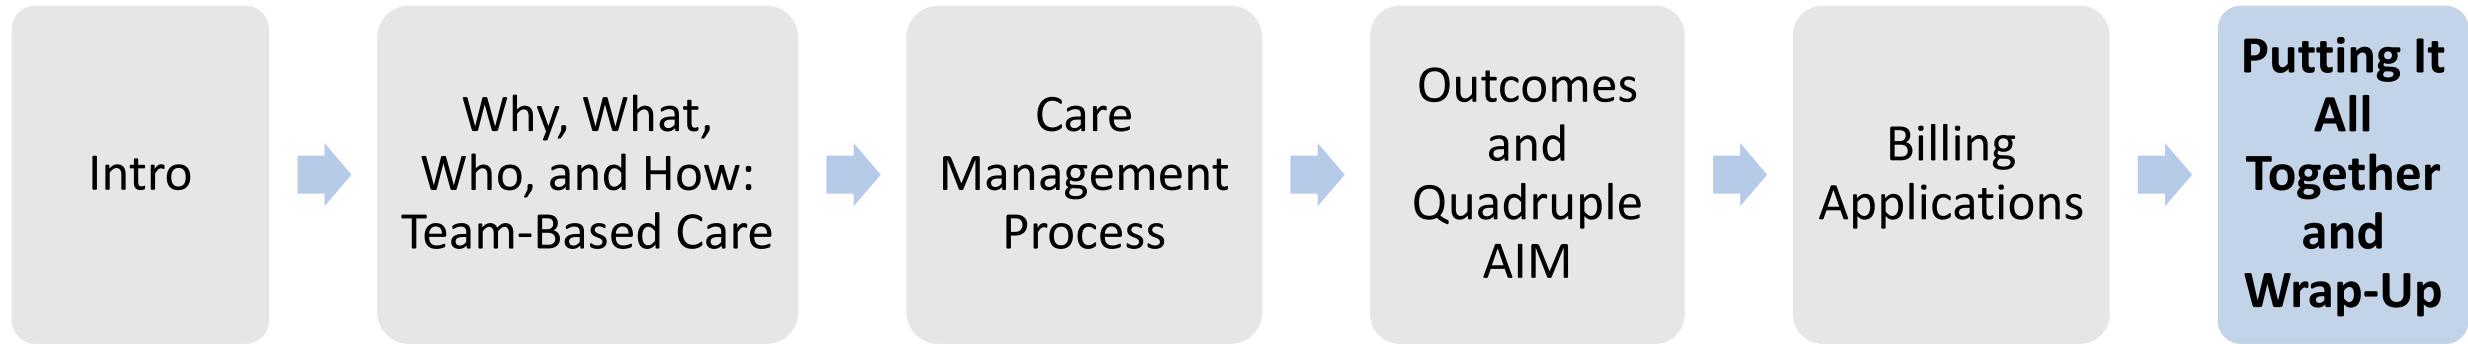 Intro
Why, What,
Who, and How:
Team-Based Care
Care
Management
Process
Outcomes
and
Quadruple
AIM
Billing
Applications
Putting It
All
Together
and
Wrap-Up